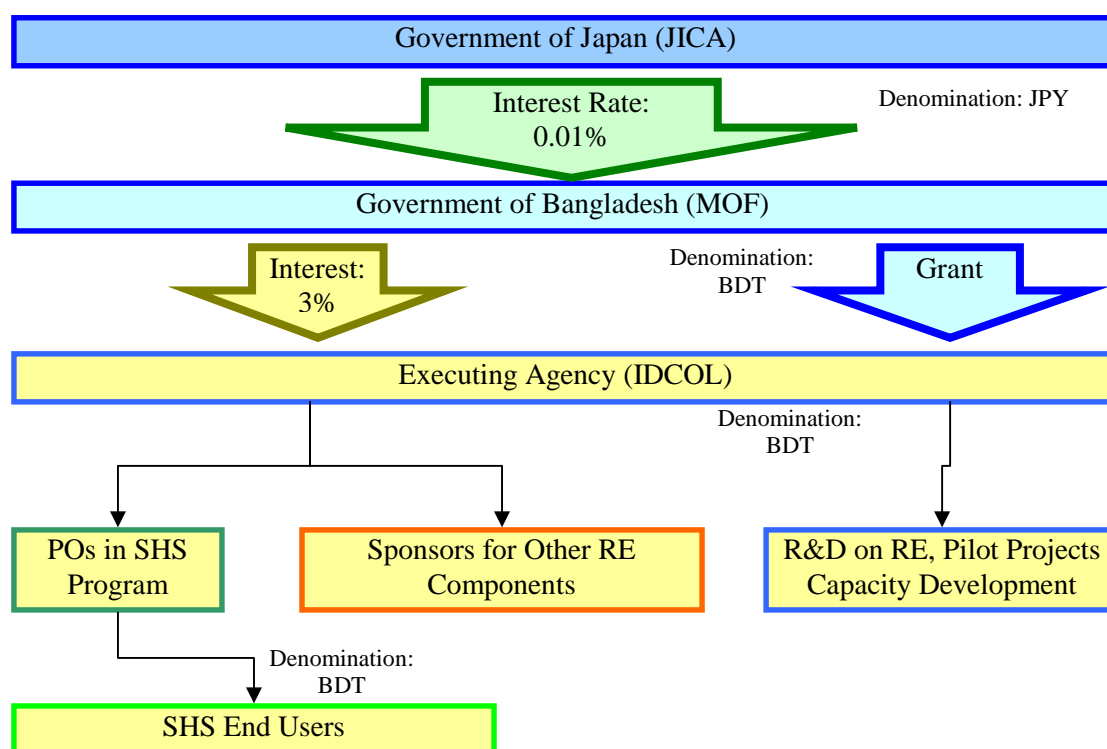 Government of Japan (JICA)
Interest Rate:
0.01%
Denomination: JPY
Government of Bangladesh (MOF)
Interest:
3%
Denomination:
BDT
Grant
Executing Agency (IDCOL)
Denomination:
BDT
POs in SHS
Program
Sponsors for Other RE
Components
R&D on RE, Pilot Projects
Capacity Development
Denomination:
BDT
SHS End Users